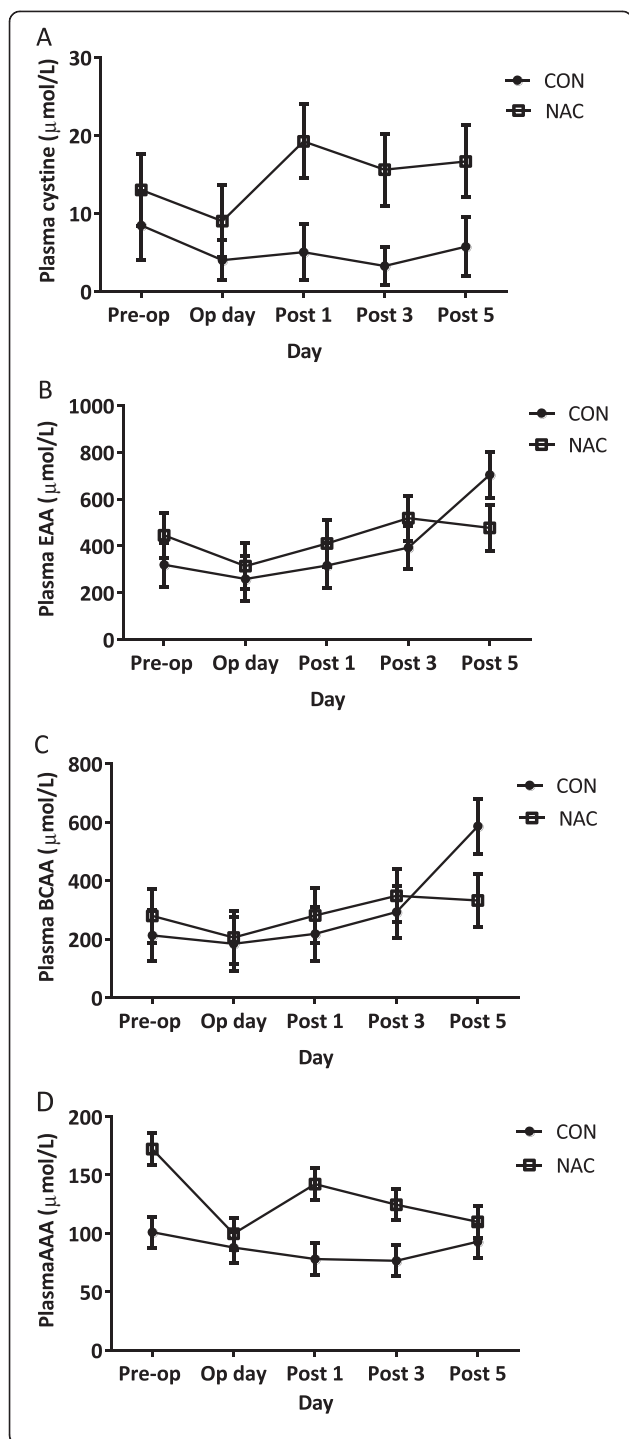 A
Plasma cystine (μmol/L)
30
20
10
0
CON
NAC
Pre-op Op day Post 1 Post 3 Post 5
Day
B
Plasma EAA (μmol/L)
1000
800
600
400
200
0
CON
NAC
Pre-op Op day Post 1 Post 3 Post 5
Day
C
Plasma BCAA (μmol/L)
800
600
400
200
0
CON
NAC
Pre-op Op day Post 1 Post 3 Post 5
Day
D
PlasmaAAA (μmol/L)
200
150
100
50
0
CON
NAC
Pre-op Op day Post 1 Post 3 Post 5
Day